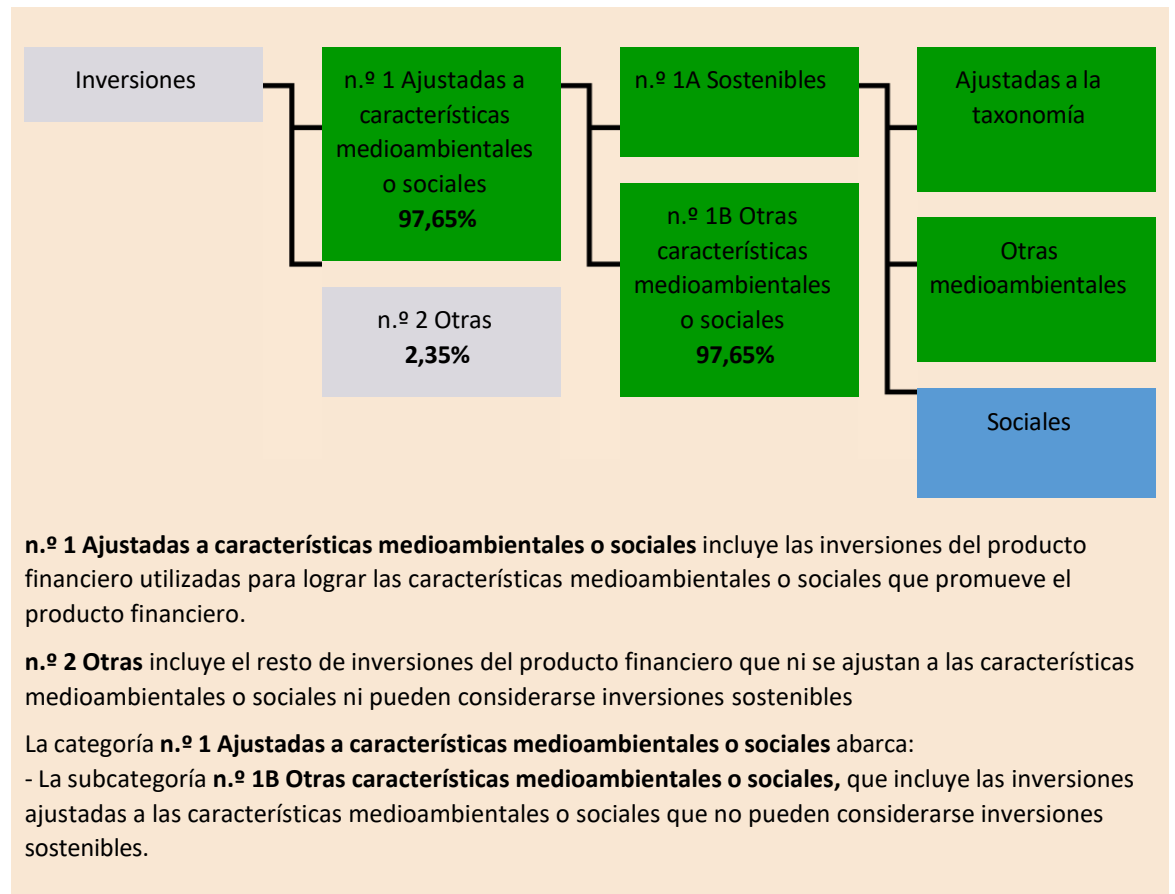 Inversiones
n.º 1 Ajustadas a
características
medioambientales
o sociales
97,65%
n.º 2 Otras
2,35%
n.º 1A Sostenibles
n.º 1B Otras
características
medioambientales
o sociales
97,65%
Ajustadas a la
taxonomía
Otras
medioambientales
Sociales
n.º 1 Ajustadas a características medioambientales o sociales incluye las inversiones del producto
financiero utilizadas para lograr las características medioambientales o sociales que promueve el
producto financiero.
n.º 2 Otras incluye el resto de inversiones del producto financiero que ni se ajustan a las características
medioambientales o sociales ni pueden considerarse inversiones sostenibles
La categoría n.º 1 Ajustadas a características medioambientales o sociales abarca:
- La subcategoría n.º 1B Otras características medioambientales o sociales, que incluye las inversiones
ajustadas a las características medioambientales o sociales que no pueden considerarse inversiones
sostenibles.